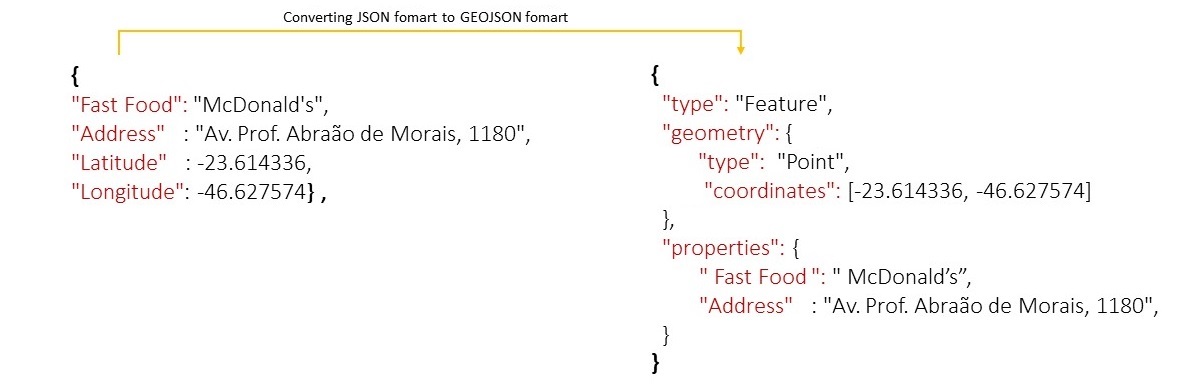 Converting JSON fomart to GEOJSON fomart
{
"Fast Food": "McDonald's",
"Address"   : "Av. Prof. Abraão de Morais, 1180",
"Latitude"   : -23.614336,
"Longitude": -46.627574} ,
{
"type": "Feature",
"geometry": {
"type":  "Point",
"coordinates": [-23.614336, -46.627574]
},
"properties": {
" Fast Food ": " McDonald’s”,
"Address"   : "Av. Prof. Abraão de Morais, 1180",
}
}